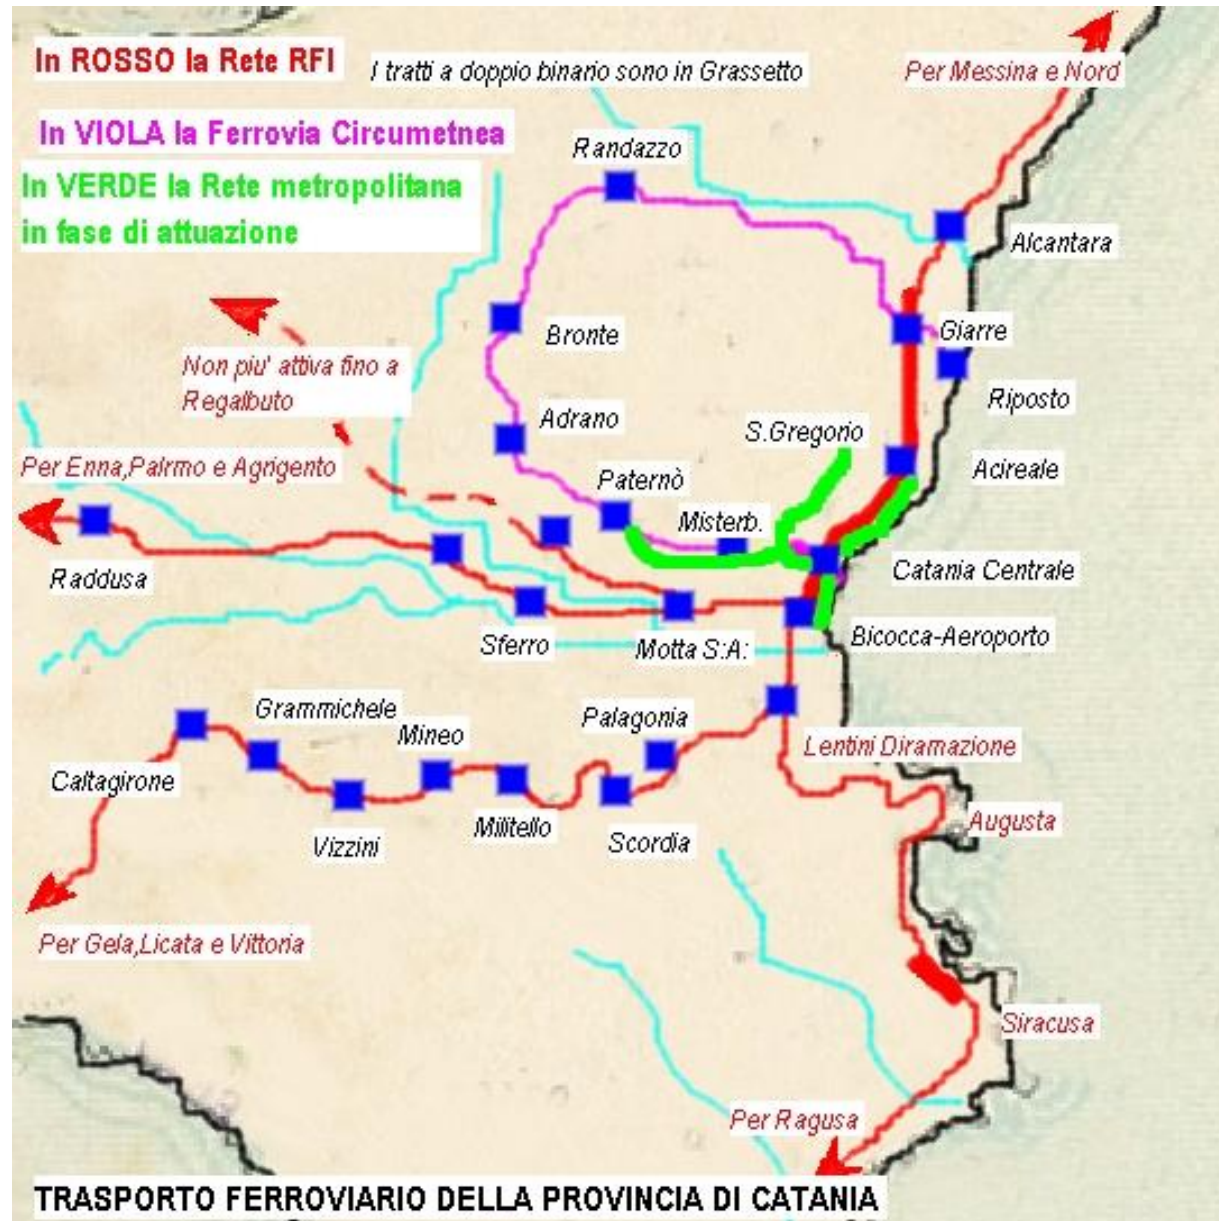 In ROSSO la Rete RFI
I tratti a doppio binario sono in Grassetto
Per Messina e Nord
In VIOLA la Ferrovia Circumetnea
Randazzo
In VERDE la Rete metropolitana
in fase di attuazione
Alcantara
Giarre
Bronte
Non piu' attiva fino a
Regalbuto
Riposto
Adrano
S.Gregorio
Per Enna,Palrmo e Agrigento
Acireale
Paternò
Misterb.
Raddusa
Catania Centrale
Bicocca-Aeroporto
Sferro
Motta S:A:
Grammichele
Palagonia
Mineo
Lentini Diramazione
Caltagirone
Augusta
Militello
Vizzini
Scordia
Per Gela,Licata e Vittoria
Siracusa
Per Ragusa
TRASPORTO FERROVIARIO DELLA PROVINCIA DI CATANIA